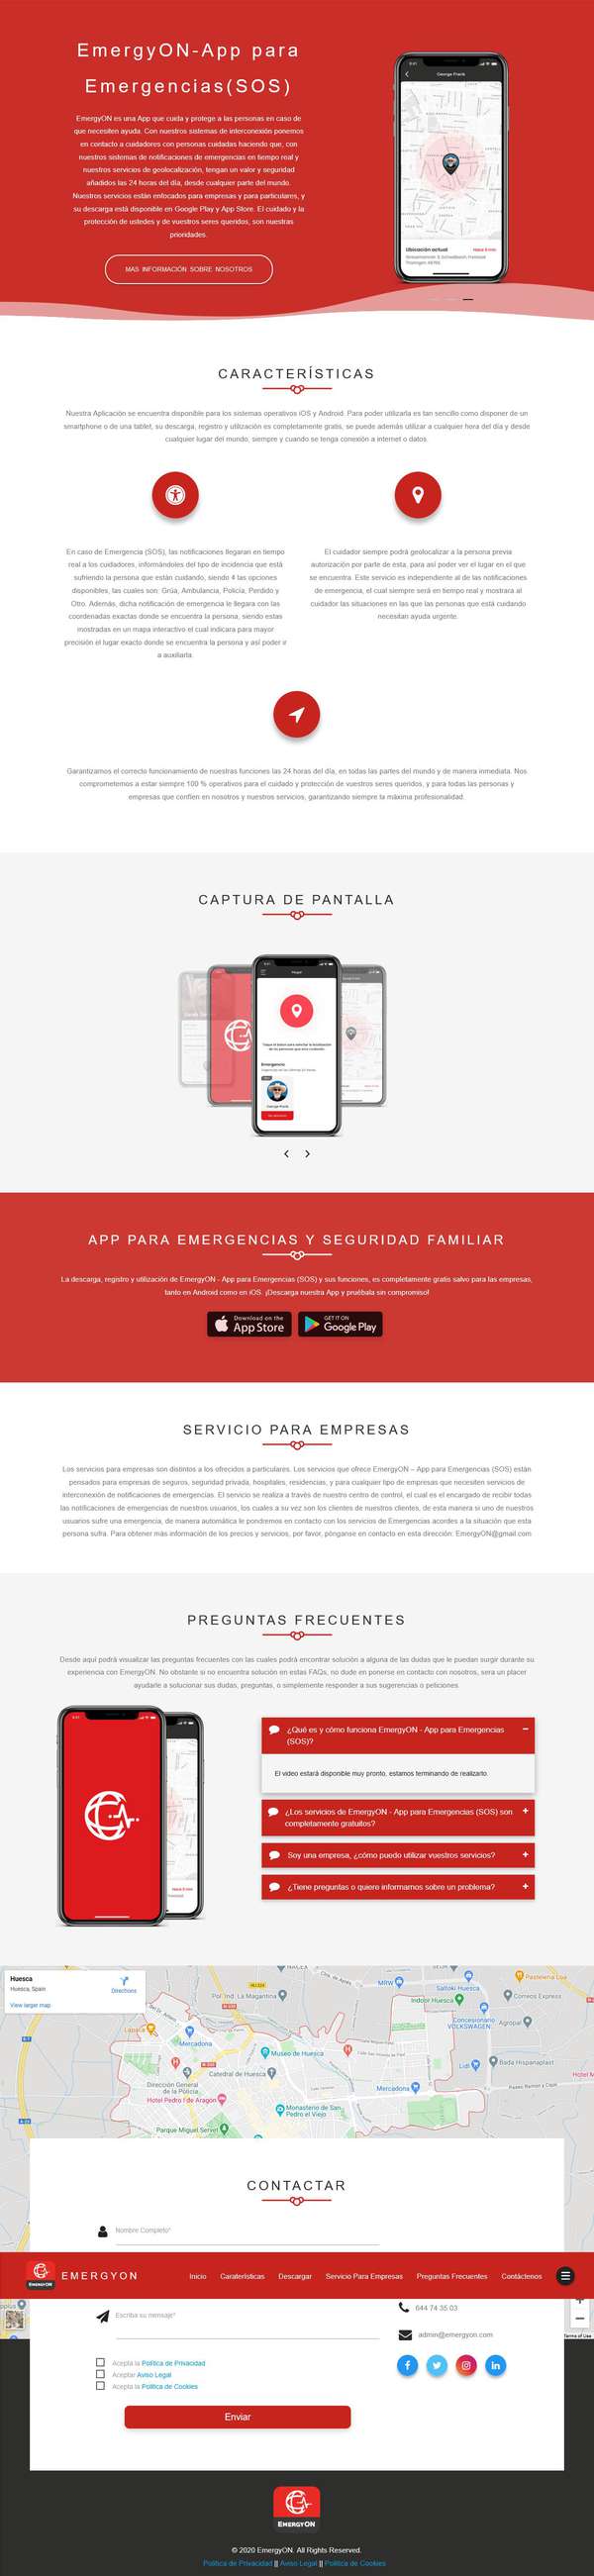 EmergyON-App para
Emergencias(SOS)
EmergyON es una App que cuida y protege a las personas en caso de
que necesiten ayuda. Con nuestros sistemas de interconexión ponemos
en contacto a cuidadores con personas cuidadas haciendo que, con
nuestros sistemas de notificaciones de emergencias en tiempo real y
nuestros servicios de geolocalización, tengan un valor y seguridad
añadidos las 24 horas del día, desde cualquier parte del mundo.
Nuestros servicios están enfocados para empresas y para particulares, y
su descarga está disponible en Google Play y App Store. El cuidado y la
protección de ustedes y de vuestros seres queridos, son nuestras
prioridades.
MAS INFORMACIÓN SOBRE NOSOTROS
George Frank
Ubicación actual
CARACTERÍSTICAS
Nuestra Aplicación se encuentra disponible para los sistemas operativos iOS y Android. Para poder utilizarla es tan sencillo como disponer de un
smartphone o de una tablet, su descarga, registro y utilización es completamente gratis, se puede además utilizar a cualquier hora del día y desde
cualquier lugar del mundo, siempre y cuando se tenga conexión a internet o datos.
En caso de Emergencia (SOS), las notificaciones llegaran en tiempo
real a los cuidadores, informándoles del tipo de incidencia que está
sufriendo la persona que están cuidando, siendo 4 las opciones
disponibles, las cuales son: Grúa, Ambulancia, Policía, Perdido y
Otro. Además, dicha notificación de emergencia le llegara con las
coordenadas exactas donde se encuentra la persona, siendo estas
mostradas en un mapa interactivo el cual indicara para mayor
precisión el lugar exacto donde se encuentra la persona y así poder ir
a auxiliarla.
El cuidador siempre podrá geolocalizar a la persona previa
autorización por parte de esta, para así poder ver el lugar en el que
se encuentra. Este servicio es independiente al de las notificaciones
de emergencia, el cual siempre será en tiempo real y mostrara al
cuidador las situaciones en las que las personas que está cuidando
necesitan ayuda urgente.
Garantizamos el correcto funcionamiento de nuestras funciones las 24 horas del día, en todas las partes del mundo y de manera inmediata. Nos
comprometemos a estar siempre 100 % operativos para el cuidado y protección de vuestros seres queridos, y para todas las personas y
empresas que confíen en nosotros y nuestros servicios, garantizando siempre la máxima profesionalidad.
CAPTURA DE PANTALLA
Emergencia
George Frank
APP PARA EMERGENCIAS Y SEGURIDAD FAMILIAR
La descarga, registro y utilización de EmergyON - App para Emergencias (SOS) y sus funciones, es completamente gratis salvo para las empresas,
tanto en Android como en iOS. ¡Descarga nuestra App y pruébala sin compromiso!
Download on the
App Store
GET IT ON
Google Play
SERVICIO PARA EMPRESAS
Los servicios para empresas son distintos a los ofrecidos a particulares. Los servicios que ofrece EmergyON – App para Emergencias (SOS) están
pensados para empresas de seguros, seguridad privada, hospitales, residencias, y para cualquier tipo de empresas que necesiten servicios de
interconexión de notificaciones de emergencias. El servicio se realiza a través de nuestro centro de control, el cual es el encargado de recibir todas
las notificaciones de emergencias de nuestros usuarios, los cuales a su vez son los clientes de nuestros clientes, de esta manera si uno de nuestros
usuarios sufre una emergencia, de manera automática le pondremos en contacto con los servicios de Emergencias acordes a la situación que esta
persona sufra. Para obtener más información de los precios y servicios, por favor, pónganse en contacto en esta dirección: EmergyON@gmail.com
PREGUNTAS FRECUENTES
Desde aquí podrá visualizar las preguntas frecuentes con las cuales podrá encontrar solución a alguna de las dudas que le puedan surgir durante su
experiencia con EmergyON. No obstante si no encuentra solución en estas FAQs, no dude en ponerse en contacto con nosotros, sera un placer
ayudarle a solucionar sus dudas, preguntas, o simplemente responder a sus sugerencias o peticiones.
¿Qué es y cómo funciona EmergyON - App para Emergencias
(SOS)?
El video estará disponible muy pronto, estamos terminando de realizarlo.
¿Los servicios de EmergyON - App para Emergencias (SOS) son
completamente gratuitos?
Soy una empresa, ¿cómo puedo utilizar vuestros servicios?
¿Tiene preguntas o quiere informarnos sobre un problema?
Huesca
Huesca, Spain
Directions
View larger map
Pol. Ind. La Magantina
MRW
Saltoki Huesca
Pastelería Lisa
Indoor Huesca
Correos Express
Concesionario
VOLKSWAGEN
Agropal
Mercadona
Museo de Huesca
Catedral de Huesca
Lidl
Bada Hispanaplast
Dirección General
de la Policía
Hotel Pedro I de Aragón
Mercadona
Monasterio de San
Pedro el Viejo
Parque Miguel Servet
CONTACTAR
Nombre Completo*
EMERGYON
Inicio Caraterísticas Descargar Servicio Para Empresas Preguntas Frecuentes Contáctenos
Escriba su mensaje*
644 74 35 03
admin@emergyon.com
Terms of Use
Acepta la Política de Privacidad
Aceptar Aviso Legal
Acepta la Política de Cookies
Enviar
EMERGYON
© 2020 EmergyON. All Rights Reserved.
Política de Privacidad || Aviso Legal || Política de Cookies